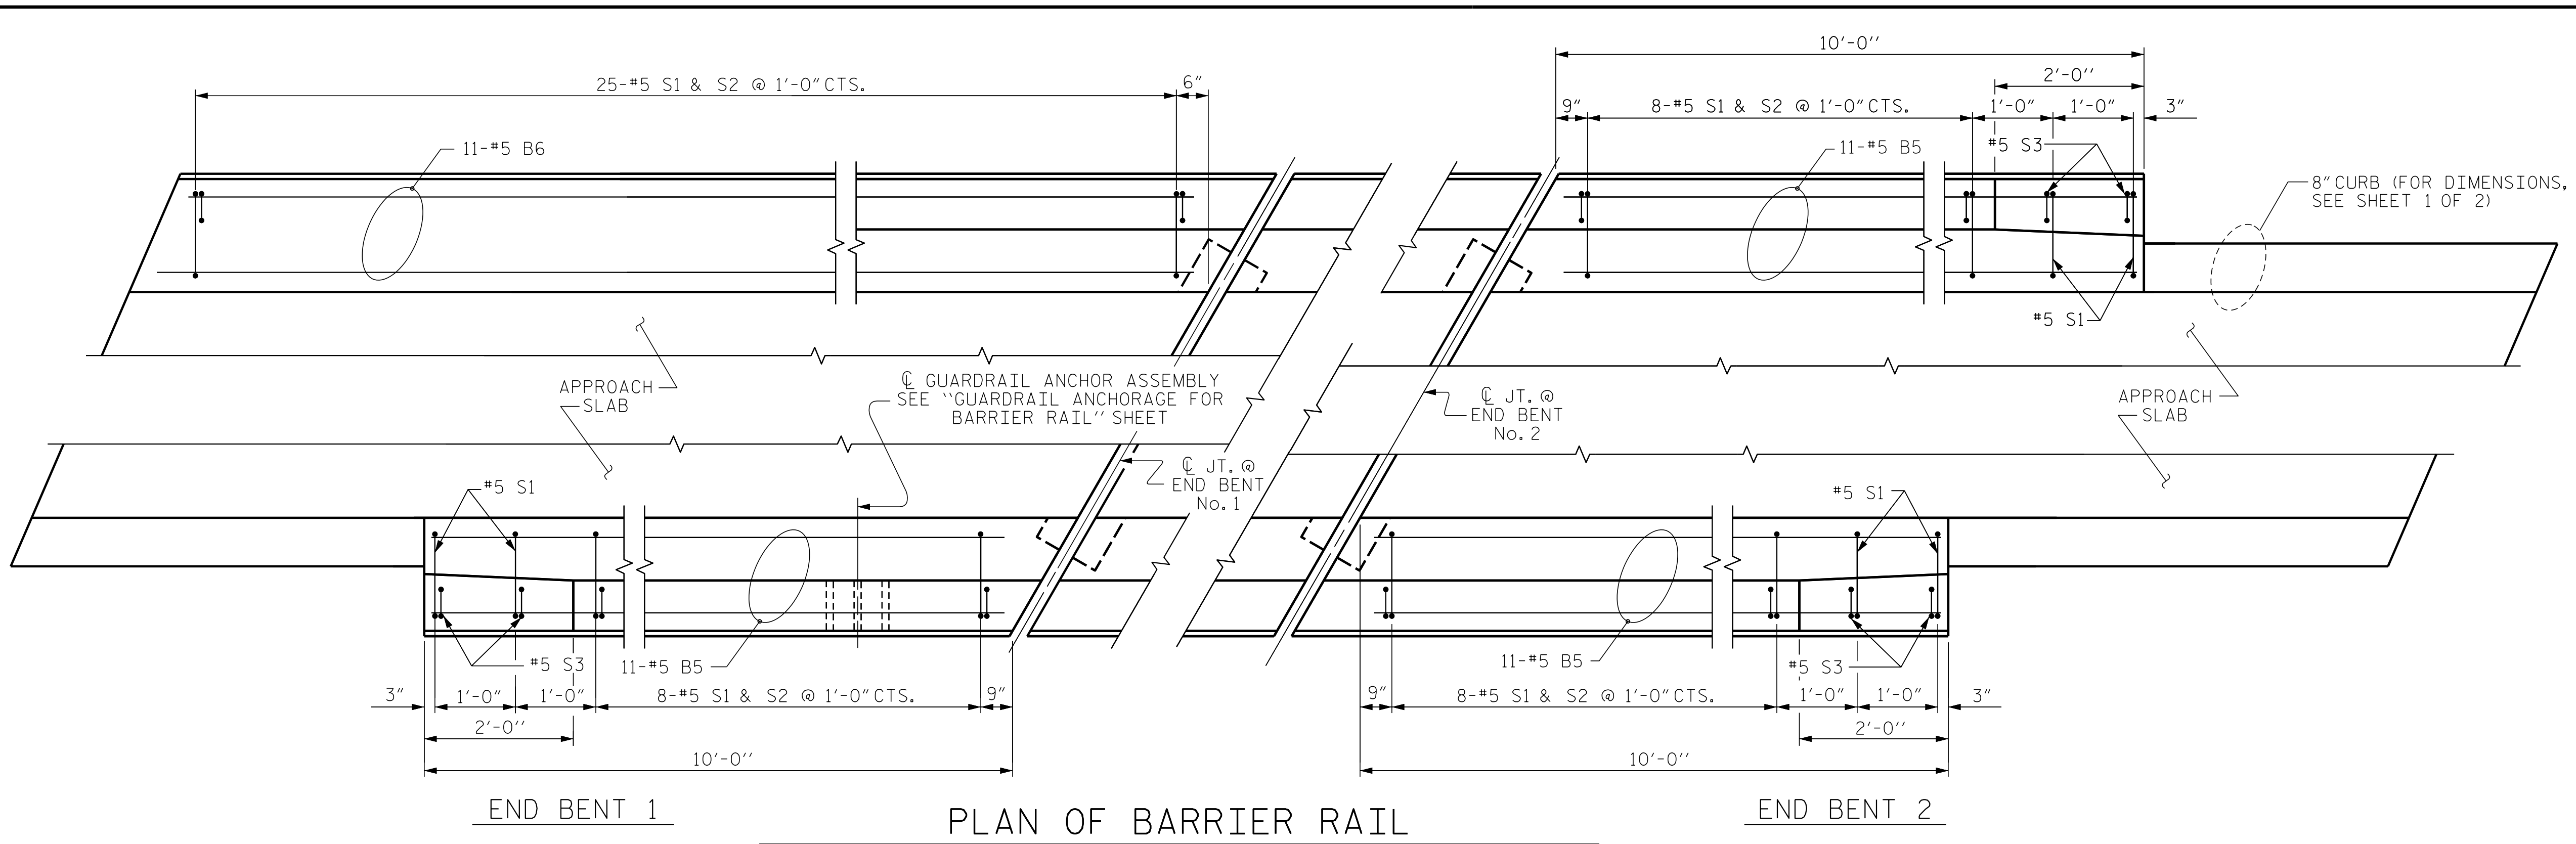 10'-0''
25-#5 S1 & S2 @ 1'-0" CTS.
6"
2'-0''
9"
8-#5 S1 & S2 @ 1'-0" CTS.
1'-0"
1'-0"
3"
11-#5 B6
11-#5 B5
#5 S3
8" CURB (FOR DIMENSIONS,
SEE SHEET 1 OF 2)
#5 S1
APPROACH
SLAB
℄ GUARDRAIL ANCHOR ASSEMBLY
SEE ‘‘GUARDRAIL ANCHORAGE FOR
BARRIER RAIL’’ SHEET
℄ JT. @
END BENT
No. 2
APPROACH
SLAB
℄ JT. @
END BENT
No. 1
#5 S1
#5 S1
#5 S3
11-#5 B5
11-#5 B5
#5 S3
3"
1'-0"
1'-0"
8-#5 S1 & S2 @ 1'-0" CTS.
9"
9"
8-#5 S1 & S2 @ 1'-0" CTS.
1'-0"
1'-0"
3"
2'-0''
2'-0''
10'-0''
10'-0''
END BENT 1
PLAN OF BARRIER RAIL
END BENT 2